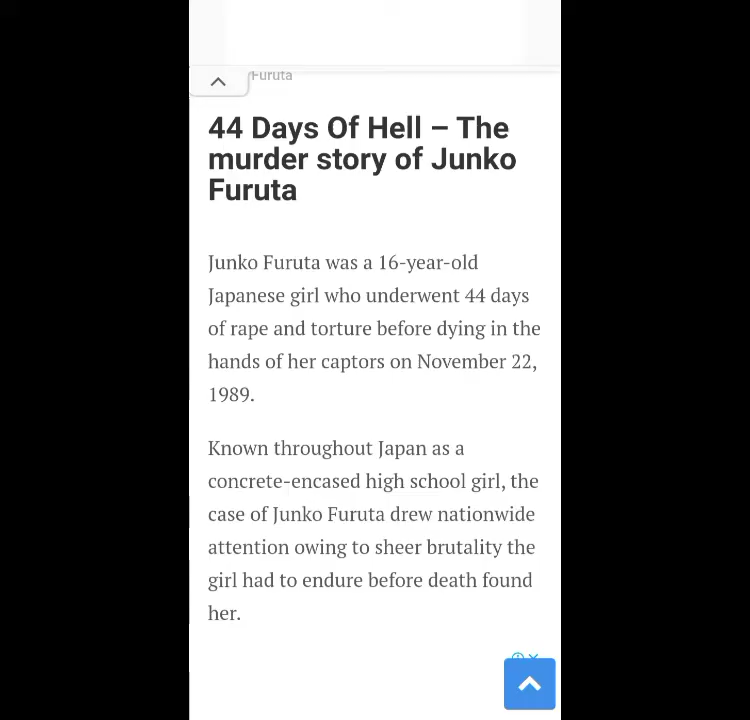 Furuta
44 Days Of Hell – The
murder story of Junko
Furuta
Junko Furuta was a 16-year-old
Japanese girl who underwent 44 days
of rape and torture before dying in the
hands of her captors on November 22,
1989.
Known throughout Japan as a
concrete-encased high school girl, the
case of Junko Furuta drew nationwide
attention owing to sheer brutality the
girl had to endure before death found
her.